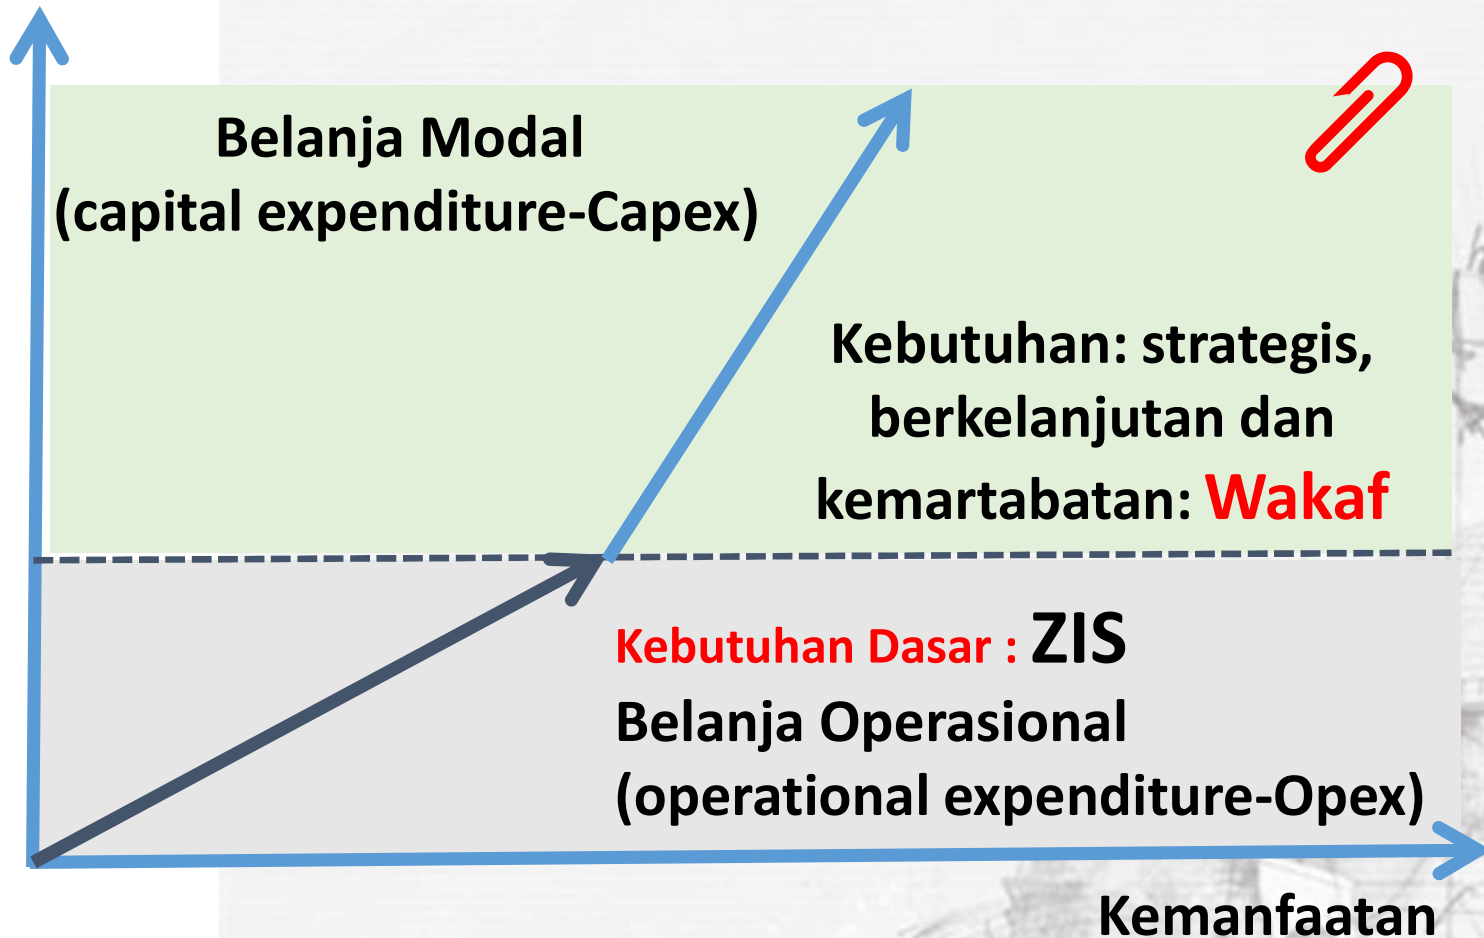 Belanja Modal
(capital expenditure-Capex)
Kebutuhan: strategis,
berkelanjutan dan
kemartabatan: Wakaf
Kebutuhan Dasar : ZIS
Belanja Operasional
(operational expenditure-Opex)
Kemanfaatan